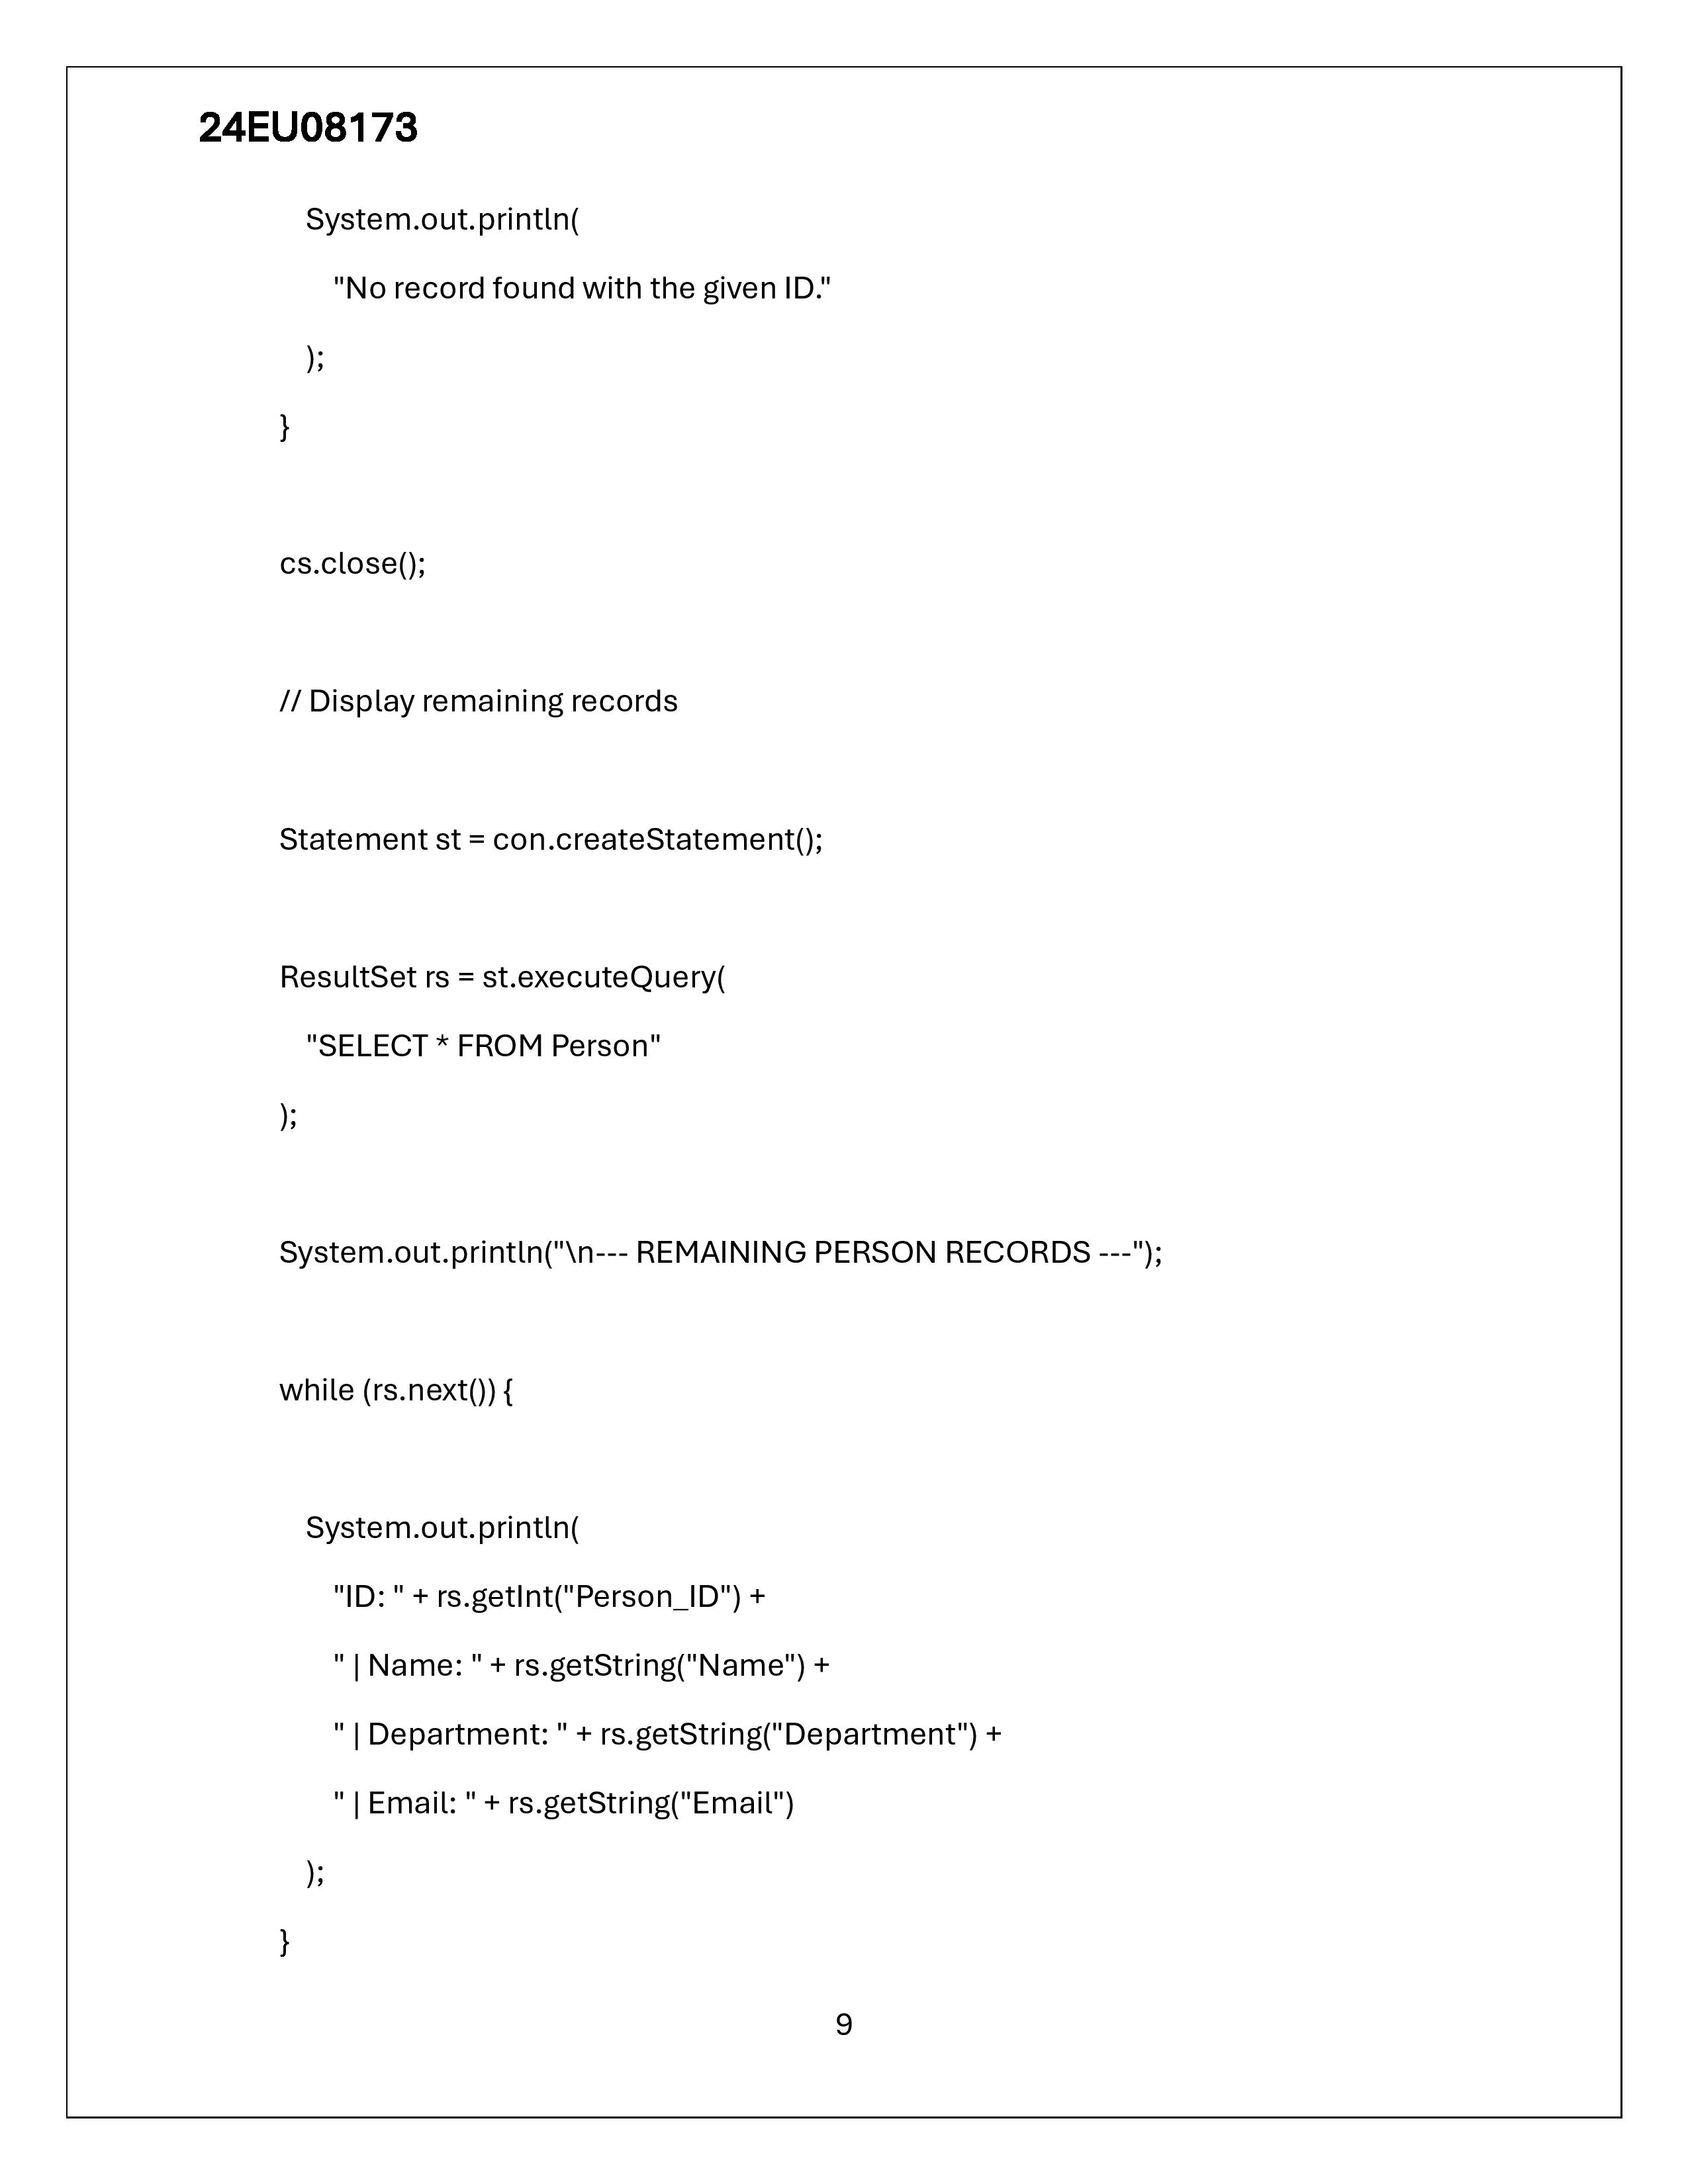 24EU08173
System.out.println(
"No record found with the given ID."
);
}
cs.close();
// Display remaining records
Statement st = con.createStatement();
ResultSet rs = st.executeQuery(
"SELECT * FROM Person"
);
System.out.println("\n--- REMAINING PERSON RECORDS ---");
while (rs.next()) {
System.out.println(
"ID: " + rs.getInt("Person_ID") +
" | Name: " + rs.getString("Name") +
" | Department: " + rs.getString("Department") +
" | Email: " + rs.getString("Email")
);
}
9